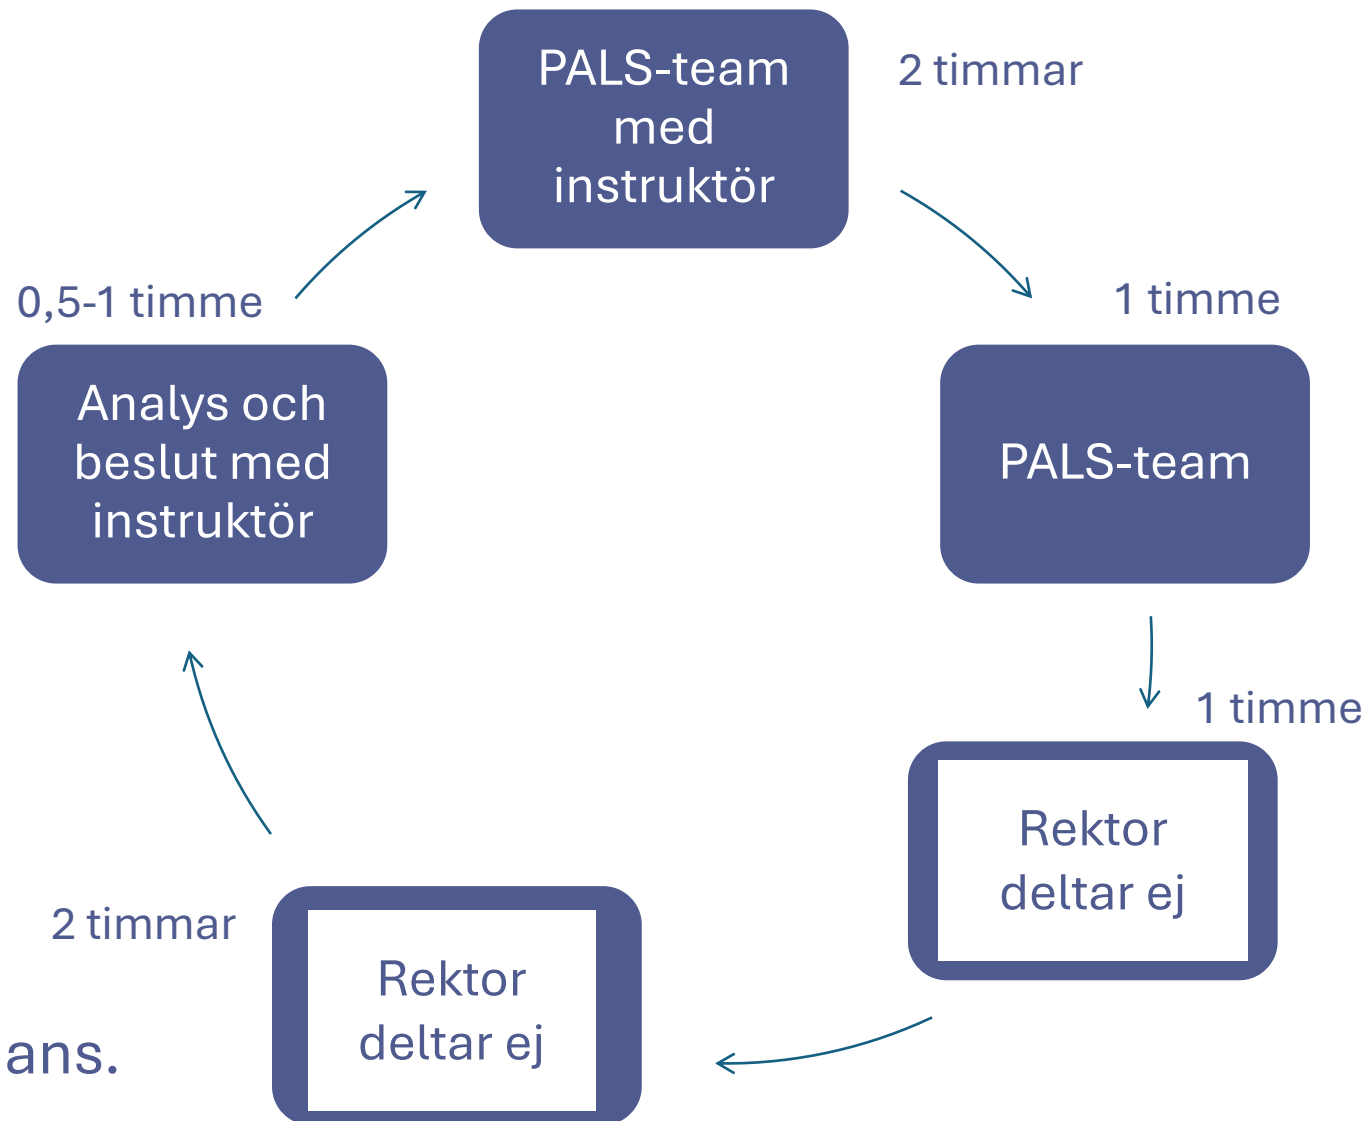 PALS-team
med
instruktör
2 timmar
1 timme
PALS-team
1 timme
Rektor
deltar ej
2 timmar
Rektor
deltar ej
0,5-1 timme
Analys och
beslut med
instruktör
ans.